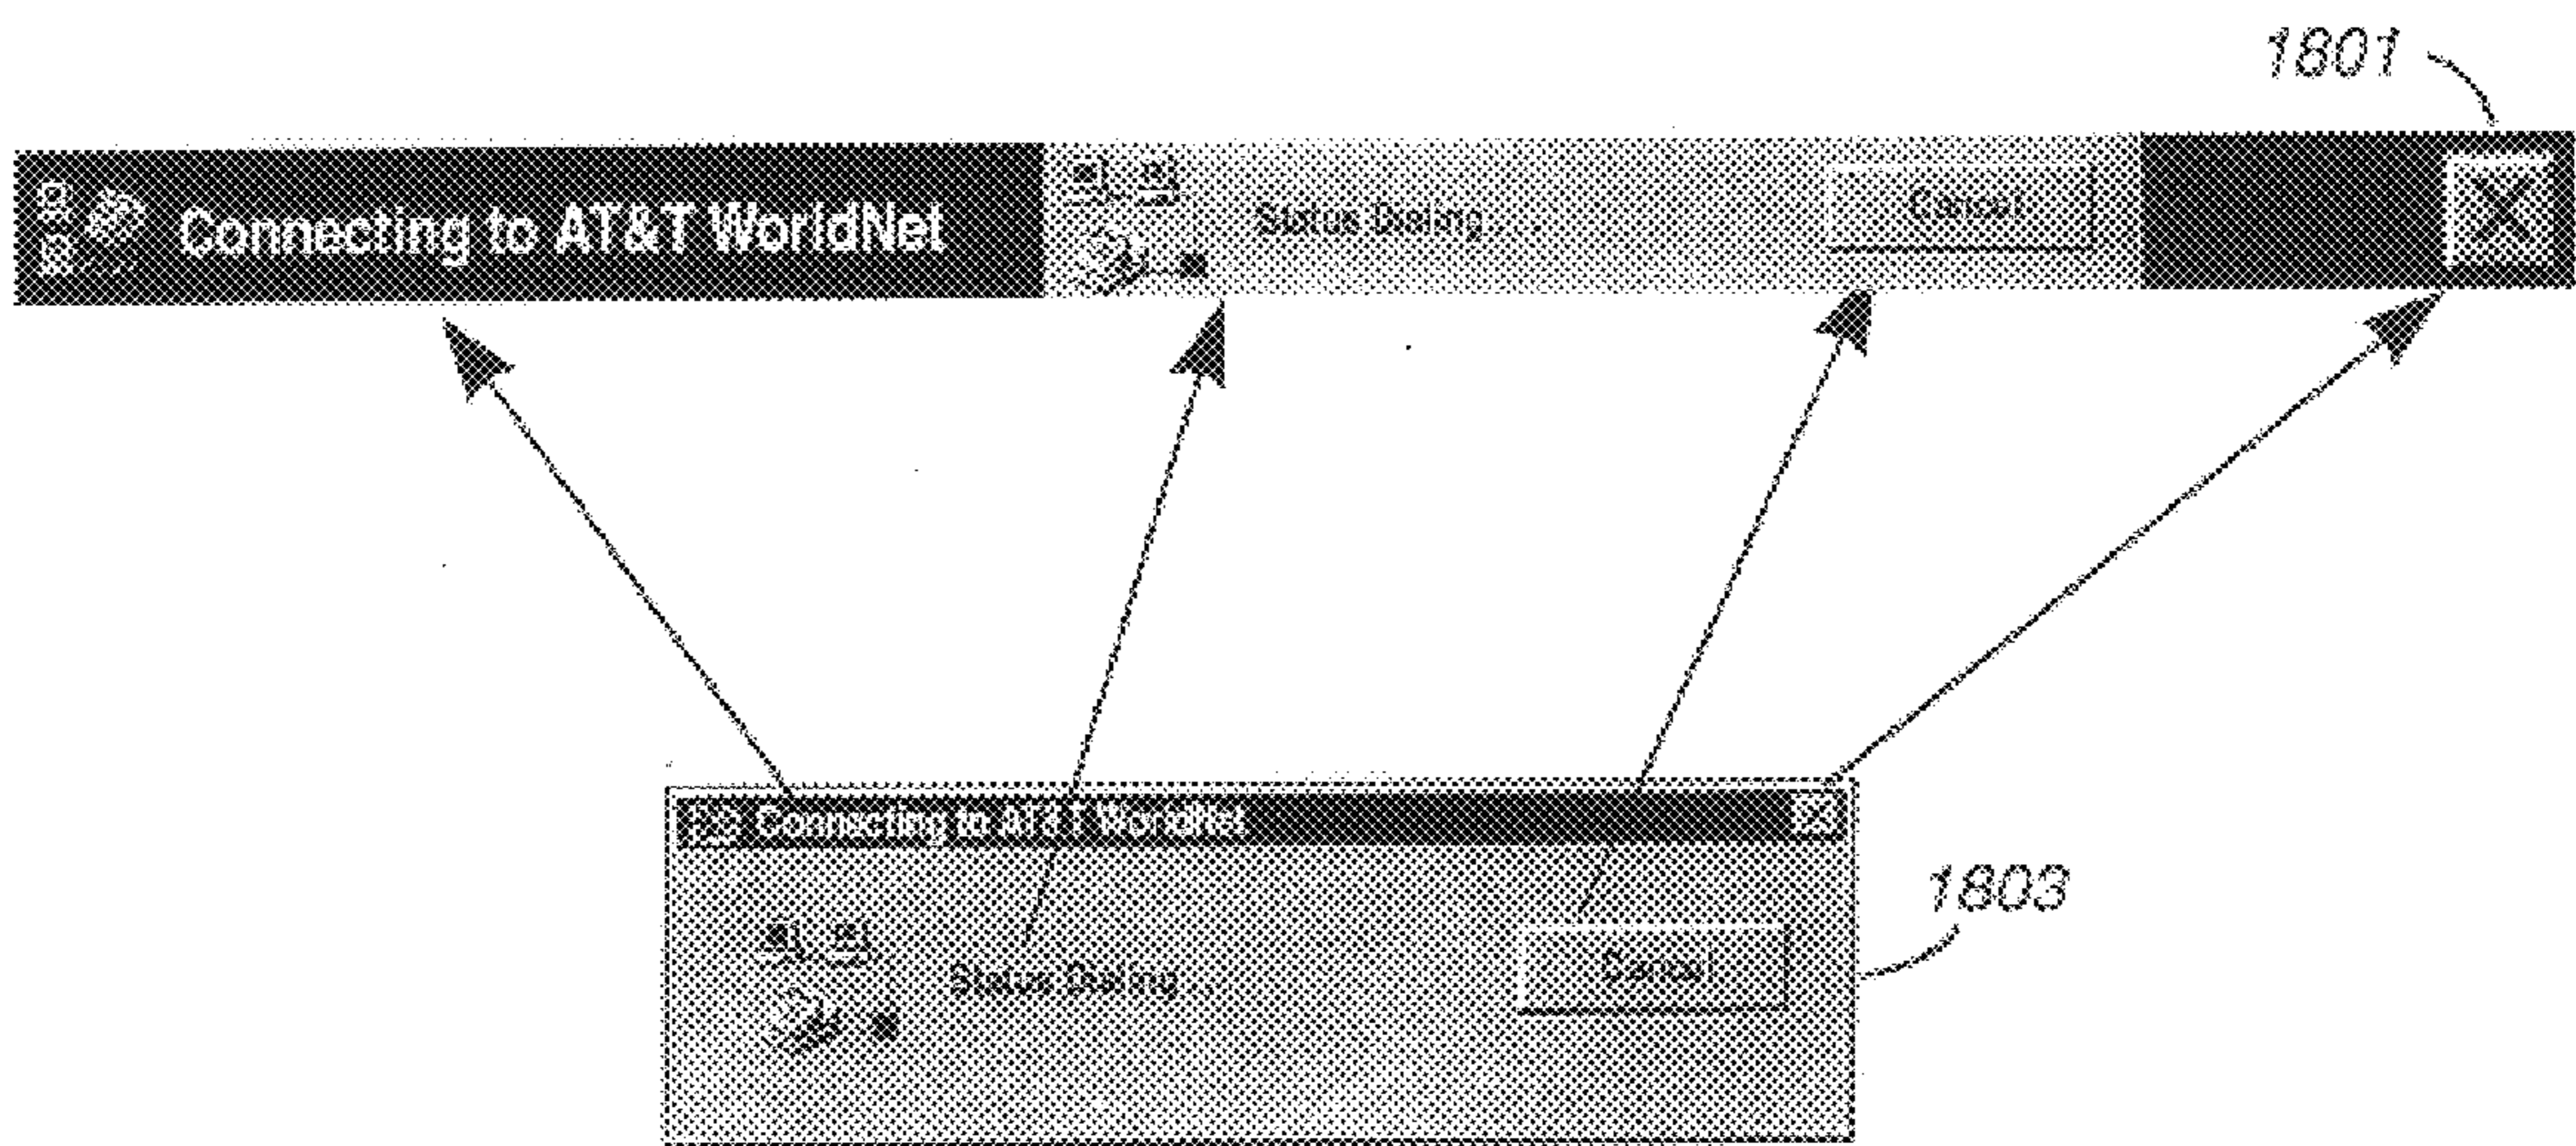 1801
Connecting to AT&T WorldNet Status Dialing... Cancel
Connecting to AT&T WorldNet
1803
Status Dialing... Cancel